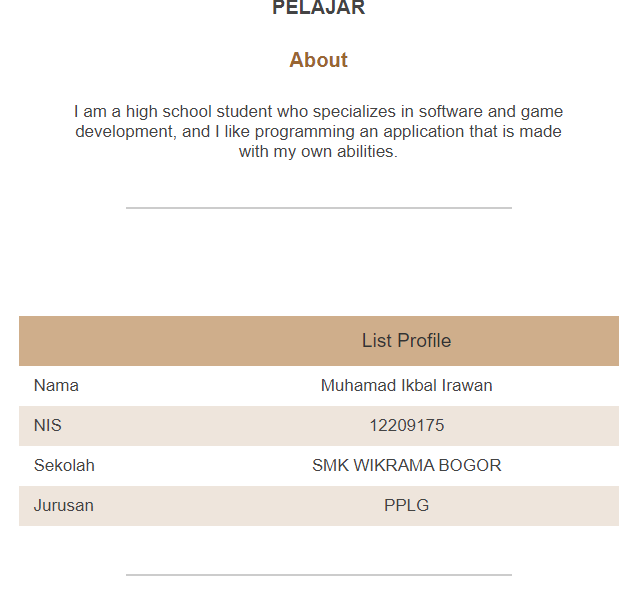 PELAJAR
About
I am a high school student who specializes in software and game
development, and I like programming an application that is made
with my own abilities.
List Profile
Nama Muhamad Ikbal Irawan
NIS 12209175
Sekolah SMK WIKRAMA BOGOR
Jurusan PPLG